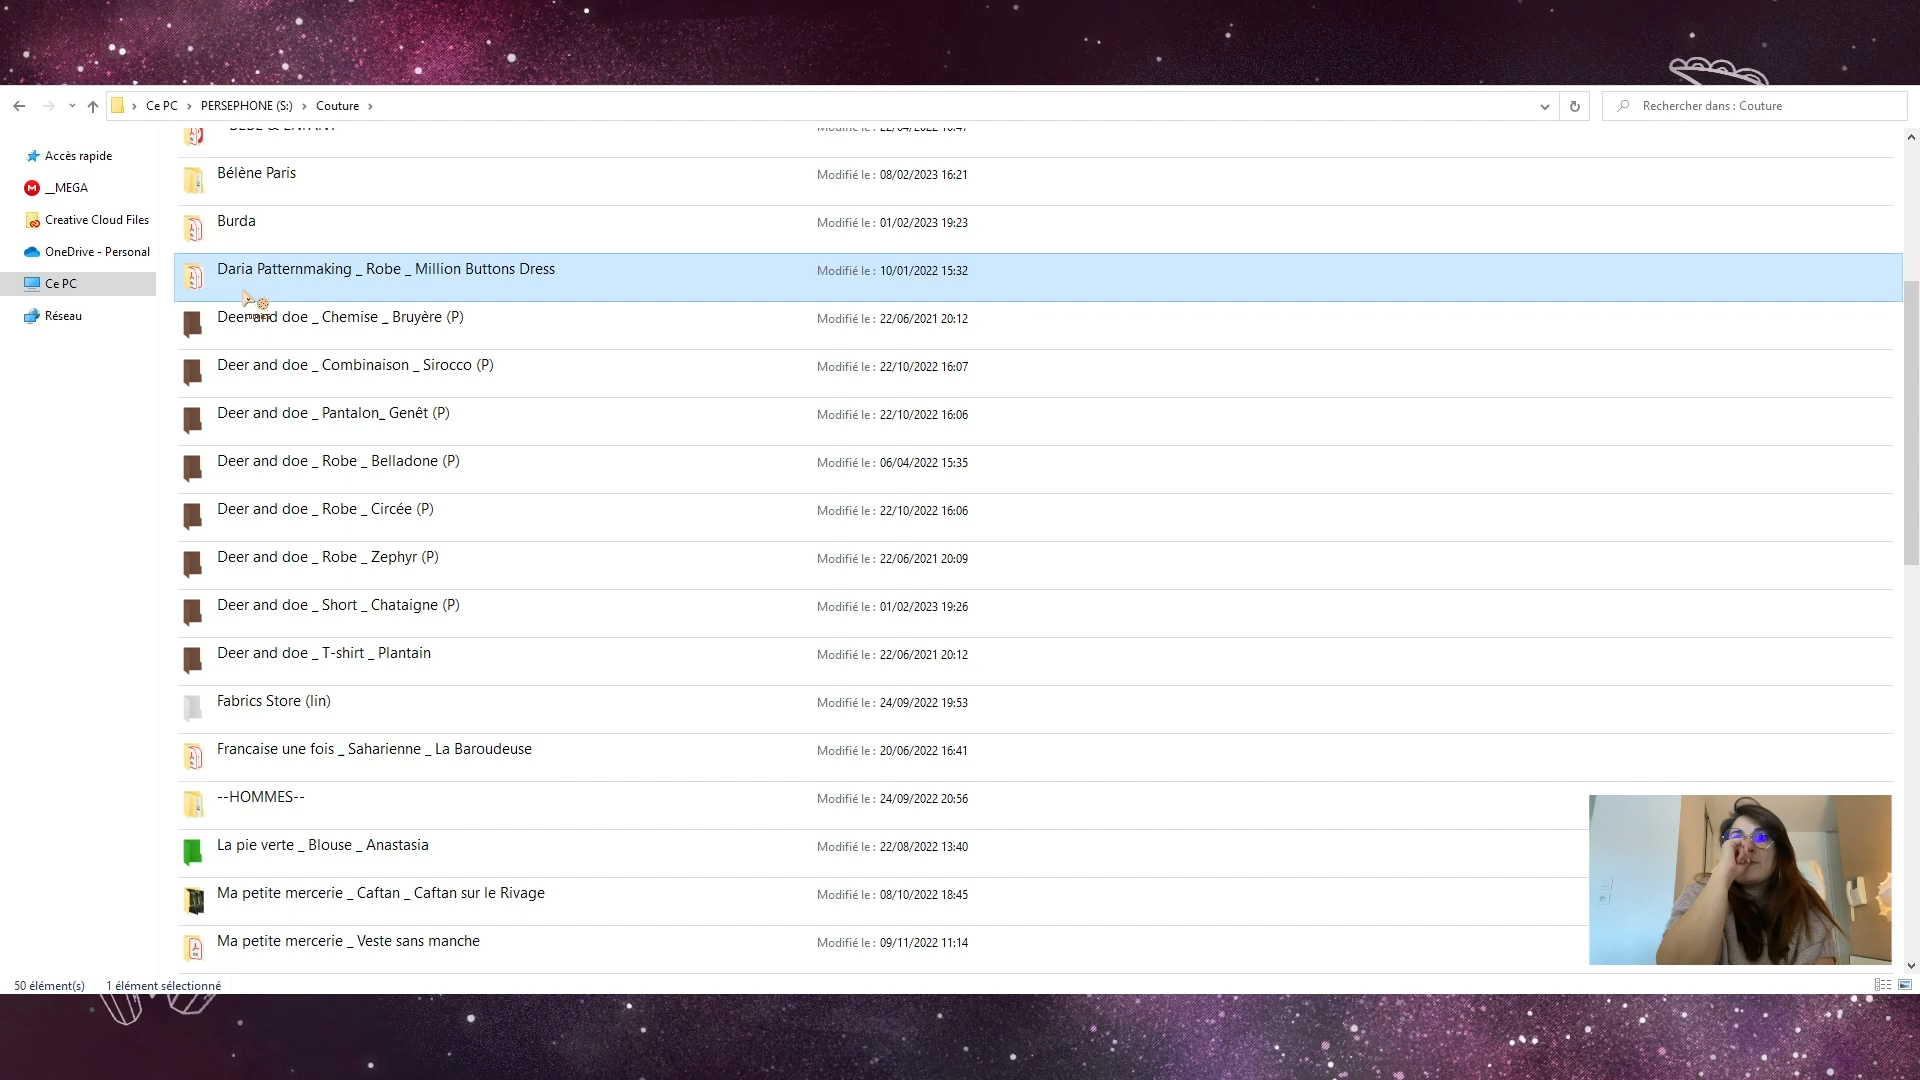 Ce PC
PERSEPHONE (S:)
Couture
Rechercher dans : Couture
Accès rapide
__MEGA
Creative Cloud Files
OneDrive - Personal
Ce PC
Réseau
Bélène Paris
Modifié le : 08/02/2023 16:21
Burda
Modifié le : 01/02/2023 19:23
Daria Patternmaking _ Robe _ Million Buttons Dress
Modifié le : 10/01/2022 15:32
Deer and doe _ Chemise _ Bruyère (P)
Modifié le : 22/06/2021 20:12
Deer and doe _ Combinaison _ Sirocco (P)
Modifié le : 22/10/2022 16:07
Deer and doe _ Pantalon_ Genêt (P)
Modifié le : 22/10/2022 16:06
Deer and doe _ Robe _ Belladone (P)
Modifié le : 06/04/2022 15:35
Deer and doe _ Robe _ Circée (P)
Modifié le : 22/10/2022 16:06
Deer and doe _ Robe _ Zephyr (P)
Modifié le : 22/06/2021 20:09
Deer and doe _ Short _ Chataigne (P)
Modifié le : 01/02/2023 19:26
Deer and doe _ T-shirt _ Plantain
Modifié le : 22/06/2021 20:12
Fabrics Store (lin)
Modifié le : 24/09/2022 19:53
Francaise une fois _ Saharienne _ La Baroudeuse
Modifié le : 20/06/2022 16:41
--HOMMES--
Modifié le : 24/09/2022 20:56
La pie verte _ Blouse _ Anastasia
Modifié le : 22/08/2022 13:40
Ma petite mercerie _ Caftan _ Caftan sur le Rivage
Modifié le : 08/10/2022 18:45
Ma petite mercerie _ Veste sans manche
Modifié le : 09/11/2022 11:14
50 élément(s)
1 élément sélectionné